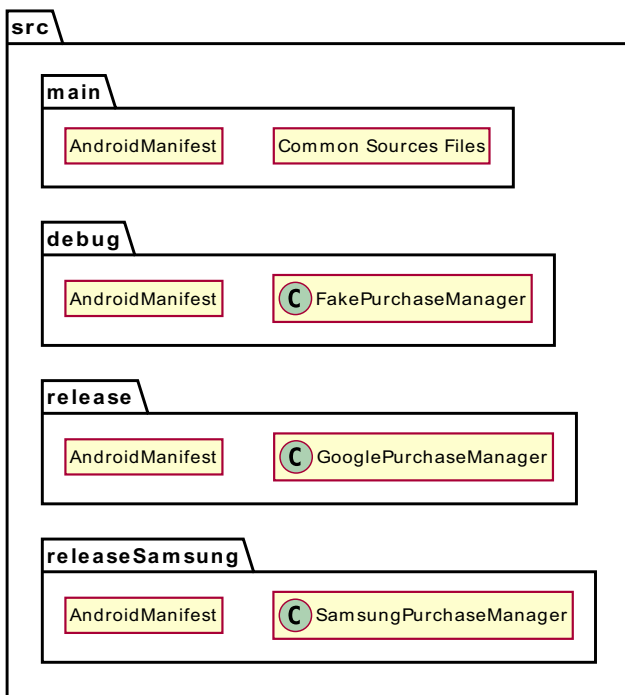 src
main
AndroidManifest
Common Sources Files
debug
AndroidManifest
C FakePurchaseManager
release
AndroidManifest
C GooglePurchaseManager
releaseSamsung
AndroidManifest
C SamsungPurchaseManager